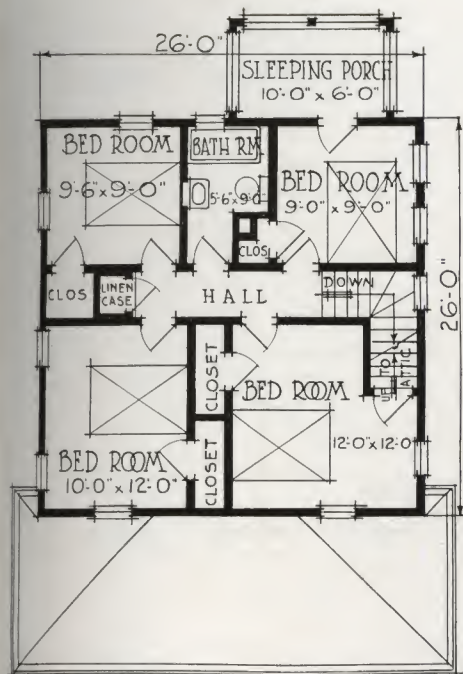 26'-0"
SLEEPING PORCH
10'-0" x 6'-0"
BED ROOM
9'-6" x 9'-0"
BATH RM
5'-6" x 9'-0"
BED ROOM
9'-0" x 9'-0"
CLOS
CLOS
LINEN
CASE
HALL
DOWN
26'-0"
UP TO
ATTIC
CLOSET
BED ROOM
12'-0" x 12'-0"
BED ROOM
10'-0" x 12'-0"
CLOSET